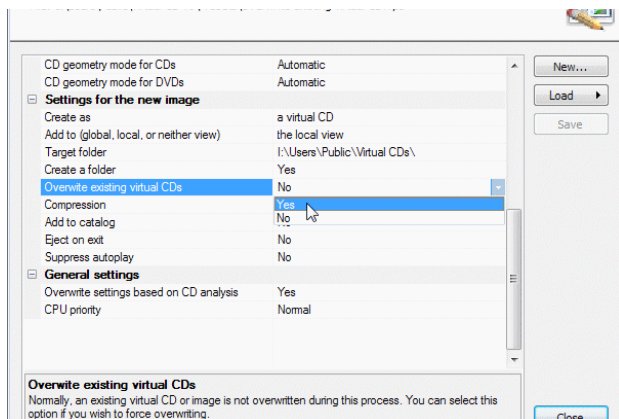 CD geometry mode for CDs Automatic
CD geometry mode for DVDs Automatic
New...
Settings for the new image
Load
Create as a virtual CD
Save
Add to (global, local, or neither view) the local view
Target folder I:\Users\Public\Virtual CDs\
Create a folder Yes
Overwite existing virtual CDs No
Compression Yes
Add to catalog No
Eject on exit No
Suppress autoplay No
General settings
Overwrite settings based on CD analysis Yes
CPU priority Normal
Overwite existing virtual CDs
Normally, an existing virtual CD or image is not overwritten during this process. You can select this
option if you wish to force overwriting.
Close